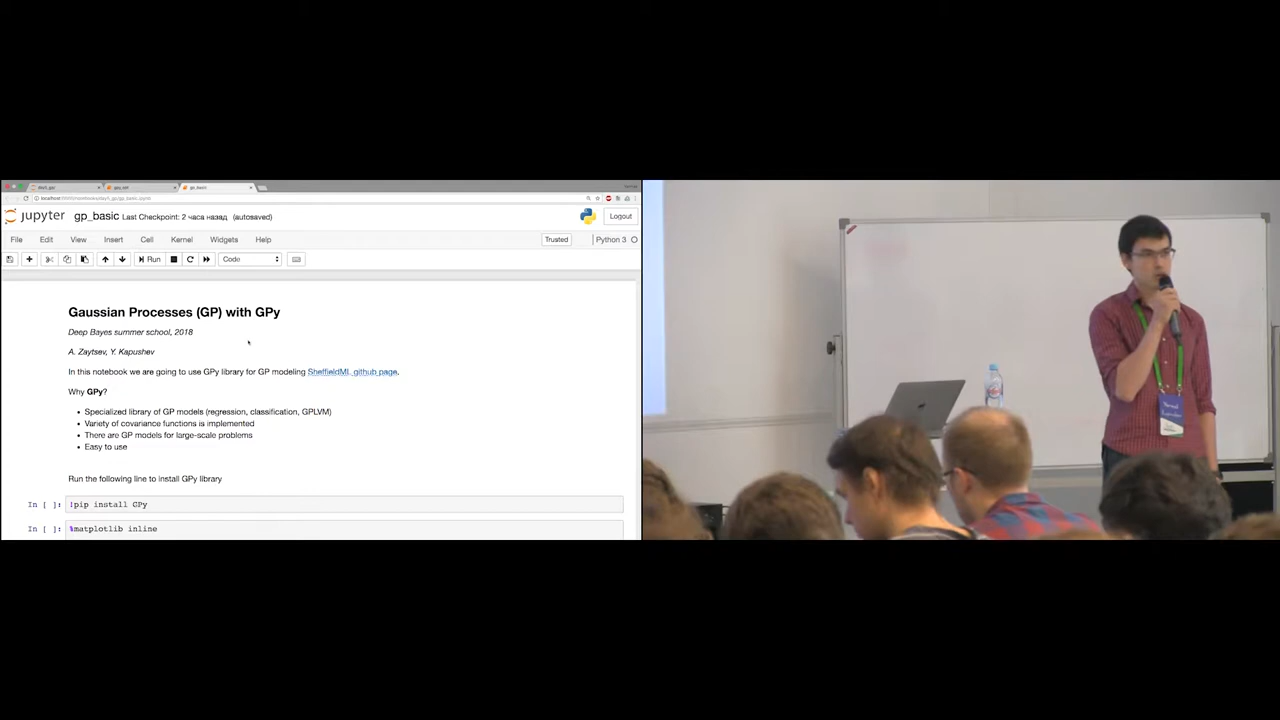 gp_basic
jupyter gp_basic Last Checkpoint: 2 часа назад (autosaved)
Logout
File Edit View Insert Cell Kernel Widgets Help
Trusted
Python 3
Run
Code
Gaussian Processes (GP) with GPy
Deep Bayes summer school, 2018
A. Zaytsev, Y. Kapushev
In this notebook we are going to use GPy library for GP modeling SheffieldML github page.
Why GPy?
• Specialized library of GP models (regression, classification, GPLVM)
• Variety of covariance functions is implemented
• There are GP models for large-scale problems
• Easy to use
Run the following line to install GPy library
In [ ]: !pip install GPy
In [ ]: %matplotlib inline